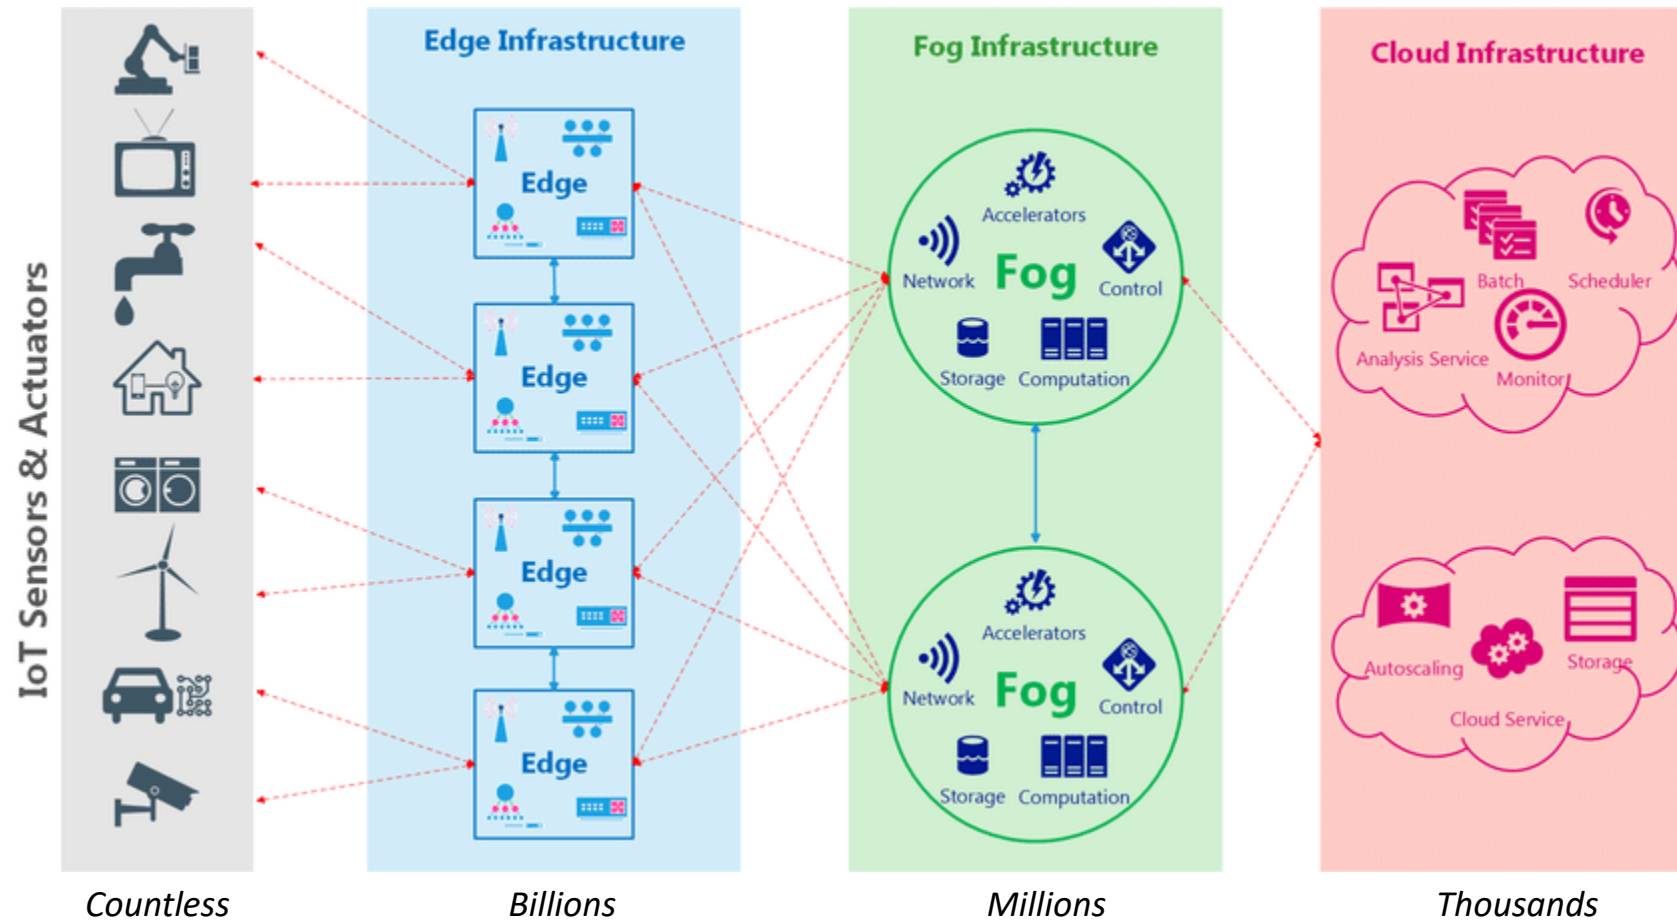 IoT Sensors & Actuators
Edge Infrastructure
Edge
Edge
Edge
Edge
Fog Infrastructure
Accelerators
Network
Fog
Control
Storage
Computation
Accelerators
Network
Fog
Control
Storage
Computation
Cloud Infrastructure
Batch
Scheduler
Analysis Service
Monitor
Autoscaling
Storage
Cloud Service
Countless
Billions
Millions
Thousands